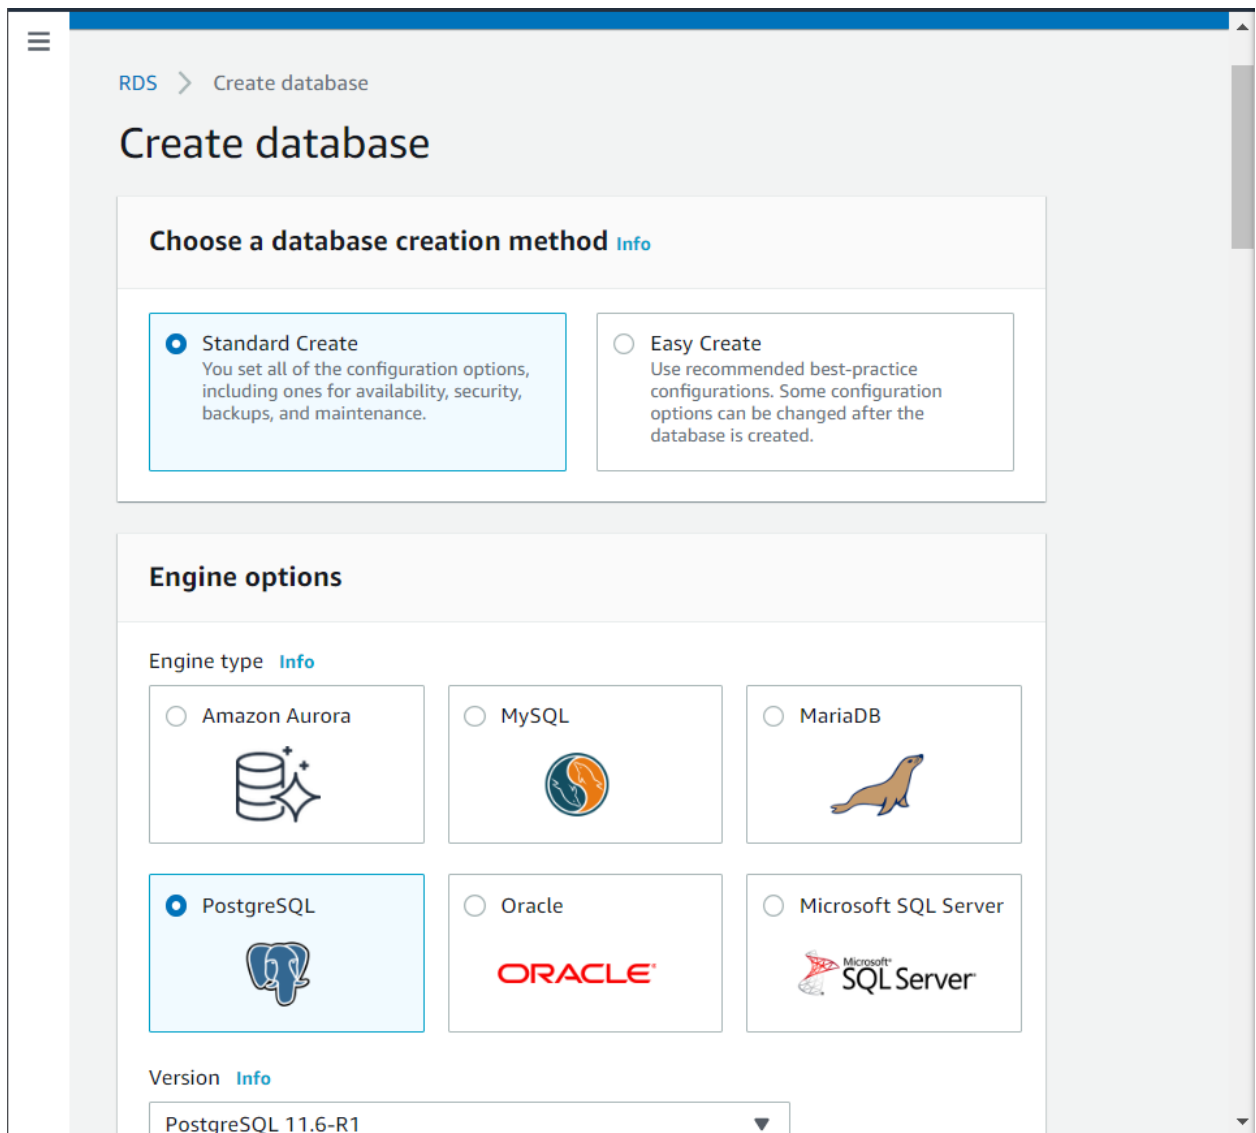 RDS > Create database
Create database
Choose a database creation method Info
Standard Create
You set all of the configuration options,
including ones for availability, security,
backups, and maintenance.
Easy Create
Use recommended best-practice
configurations. Some configuration
options can be changed after the
database is created.
Engine options
Engine type Info
Amazon Aurora
MySQL
MariaDB
PostgreSQL
Oracle
ORACLE
Microsoft SQL Server
Microsoft
SQL Server
Version Info
PostgreSQL 11.6-R1